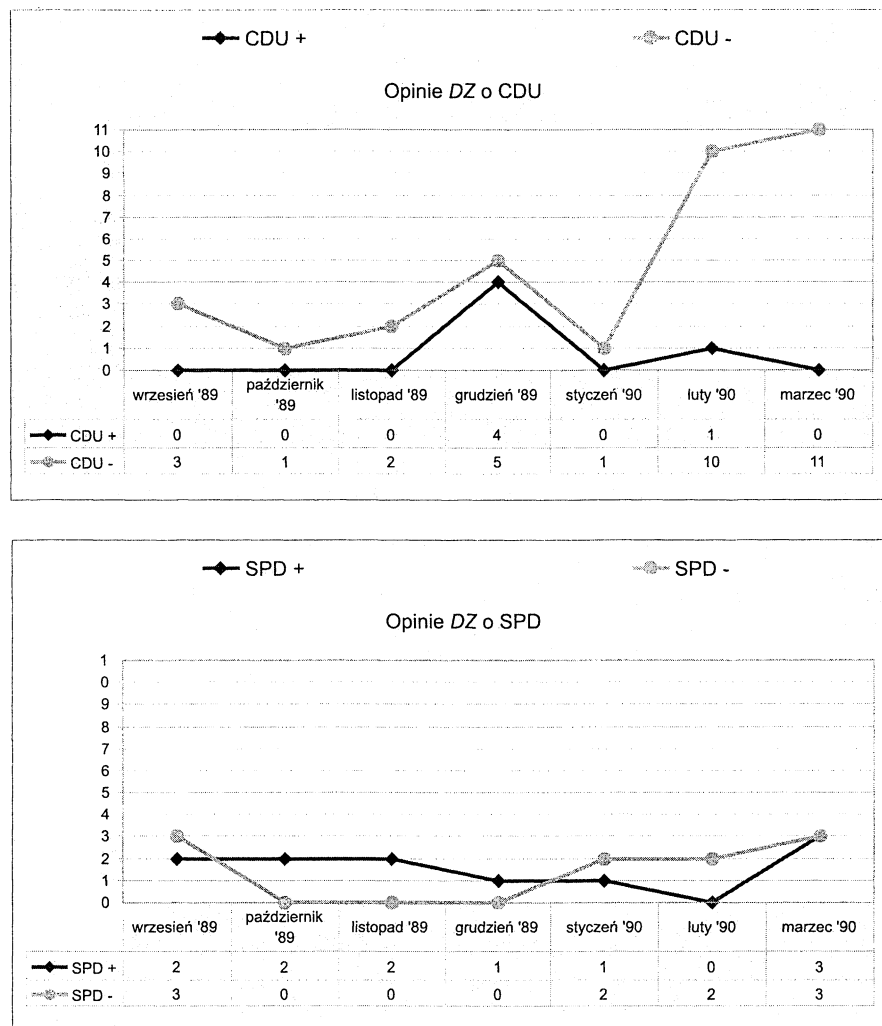 CDU + CDU -
Opinie DZ o CDU
11
10
9
8
7
6
5
4
3
2
1
0
wrzesień '89 październik '89 listopad '89 grudzień '89 styczeń '90 luty '90 marzec '90
CDU + 0 0 0 4 0 1 0
CDU - 3 1 2 5 1 10 11
SPD + SPD -
Opinie DZ o SPD
1
0
9
8
7
6
5
4
3
2
1
0
wrzesień '89 październik '89 listopad '89 grudzień '89 styczeń '90 luty '90 marzec '90
SPD + 2 2 2 1 1 0 3
SPD - 3 0 0 0 2 2 3